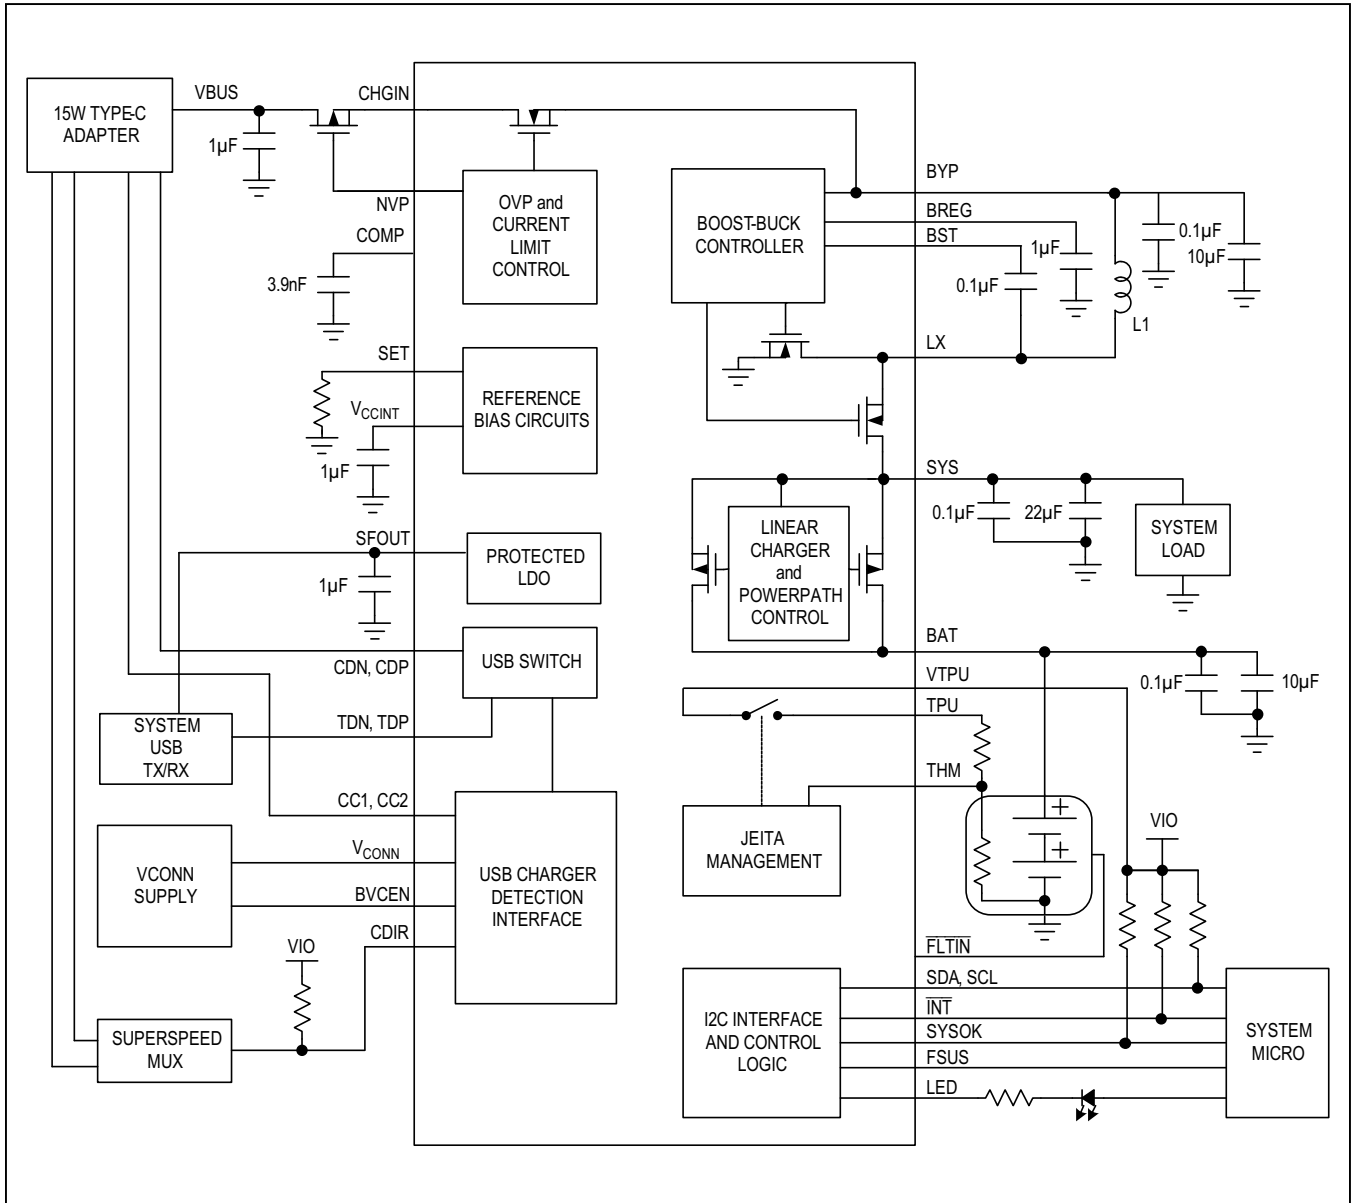 15W TYPE-C
ADAPTER
VBUS
CHGIN
1µF
NVP
OVP and
CURRENT
LIMIT
CONTROL
COMP
3.9nF
SET
VCCINT
1µF
REFERENCE
BIAS CIRCUITS
SFOUT
1µF
PROTECTED
LDO
USB SWITCH
CDN, CDP
TDN, TDP
SYSTEM
USB
TX/RX
CC1, CC2
VCONN
BVCEN
CDIR
VCONN
SUPPLY
USB CHARGER
DETECTION
INTERFACE
VIO
SUPERSPEED
MUX
BOOST-BUCK
CONTROLLER
BYP
BREG
BST
1µF
0.1µF
0.1µF
10µF
L1
LX
SYS
0.1µF
22µF
SYSTEM
LOAD
LINEAR
CHARGER
and
POWERPATH
CONTROL
BAT
0.1µF
10µF
VTPU
TPU
THM
JEITA
MANAGEMENT
+
+
VIO
FLTIN
SDA, SCL
INT
SYSOK
FSUS
LED
I2C INTERFACE
AND CONTROL
LOGIC
SYSTEM
MICRO